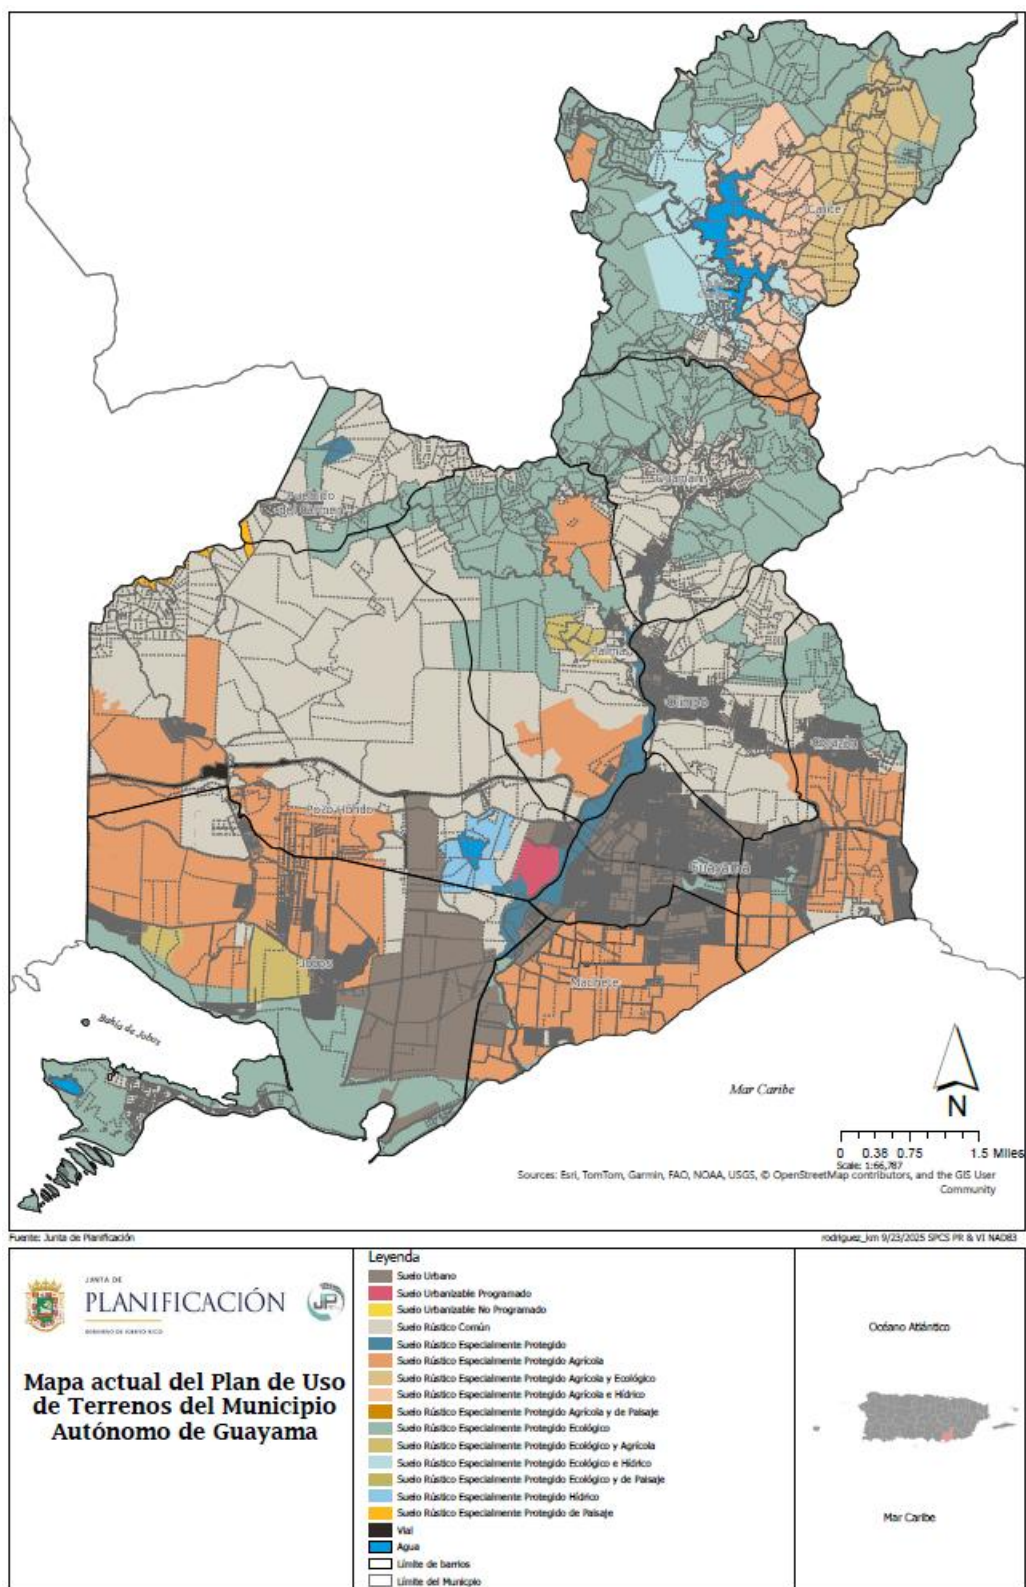 Carite
Guamaní
Pueblito
del Carmen
Palmas
Olimpo
Corazón
Pozo Hondo
Guayama
Jobos
Machete
Bahía de Jobos
Mar Caribe
N
0 0.38 0.75 1.5 Miles
Scale: 1:66,787
Sources: Esri, TomTom, Garmin, FAO, NOAA, USGS, © OpenStreetMap contributors, and the GIS User
Community
Fuente: Junta de Planificación
rodriguez_km 9/23/2025 SPCS PR & VI NAD83
JUNTA DE
PLANIFICACIÓN
GOBIERNO DE PUERTO RICO
JP
Mapa actual del Plan de Uso
de Terrenos del Municipio
Autónomo de Guayama
Leyenda
Suelo Urbano
Suelo Urbanizable Programado
Suelo Urbanizable No Programado
Suelo Rústico Común
Suelo Rústico Especialmente Protegido
Suelo Rústico Especialmente Protegido Agrícola
Suelo Rústico Especialmente Protegido Agrícola y Ecológico
Suelo Rústico Especialmente Protegido Agrícola e Hídrico
Suelo Rústico Especialmente Protegido Agrícola y de Paisaje
Suelo Rústico Especialmente Protegido Ecológico
Suelo Rústico Especialmente Protegido Ecológico y Agrícola
Suelo Rústico Especialmente Protegido Ecológico e Hídrico
Suelo Rústico Especialmente Protegido Ecológico y de Paisaje
Suelo Rústico Especialmente Protegido Hídrico
Suelo Rústico Especialmente Protegido de Paisaje
Vial
Agua
Límite de barrios
Límite del Municpio
Océano Atlántico
Mar Caribe